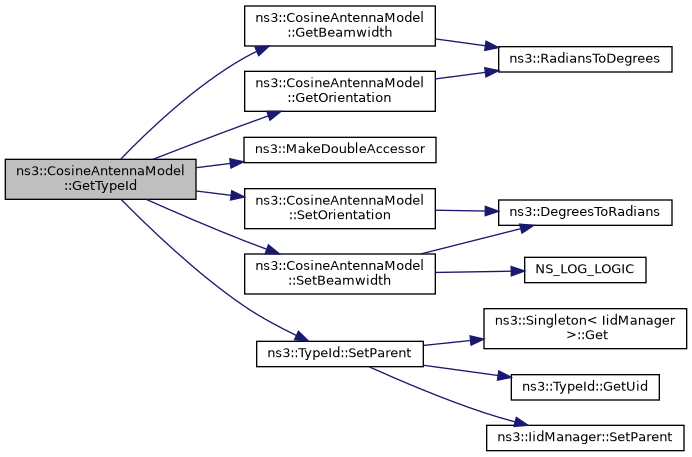 ns3::CosineAntennaModel
::GetTypeId
ns3::CosineAntennaModel
::GetBeamwidth
ns3::RadiansToDegrees
ns3::CosineAntennaModel
::GetOrientation
ns3::MakeDoubleAccessor
ns3::CosineAntennaModel
::SetOrientation
ns3::DegreesToRadians
ns3::CosineAntennaModel
::SetBeamwidth
NS_LOG_LOGIC
ns3::TypeId::SetParent
ns3::Singleton< IidManager
>::Get
ns3::TypeId::GetUid
ns3::IidManager::SetParent